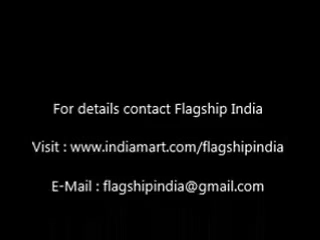 For details contact Flagship India
Visit : www.indiamart.com/flagshipindia
E-Mail : flagshipindia@gmail.com